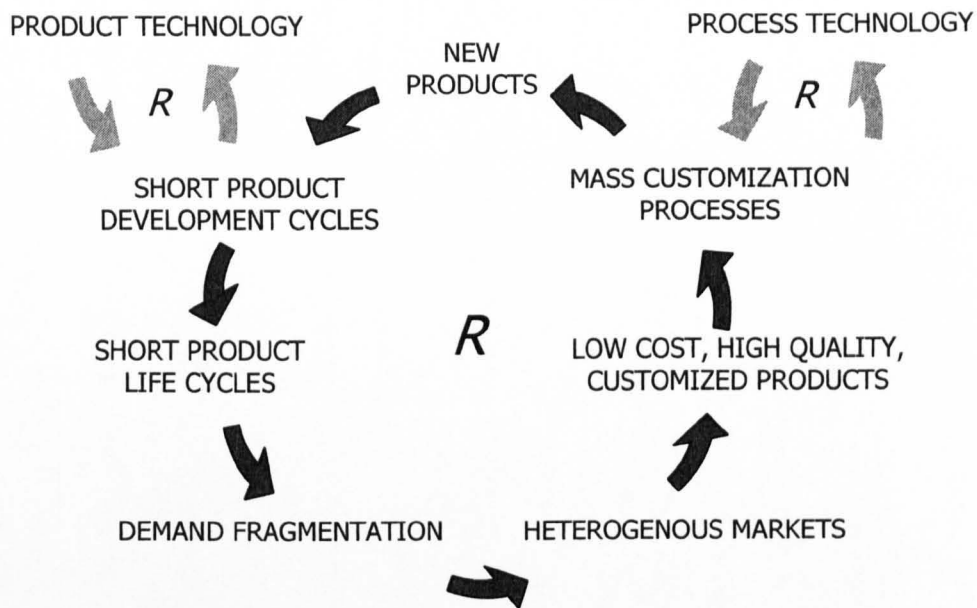 PRODUCT TECHNOLOGY
PROCESS TECHNOLOGY
NEW
PRODUCTS
R
R
SHORT PRODUCT
DEVELOPMENT CYCLES
MASS CUSTOMIZATION
PROCESSES
R
SHORT PRODUCT
LIFE CYCLES
LOW COST, HIGH QUALITY,
CUSTOMIZED PRODUCTS
DEMAND FRAGMENTATION
HETEROGENOUS MARKETS